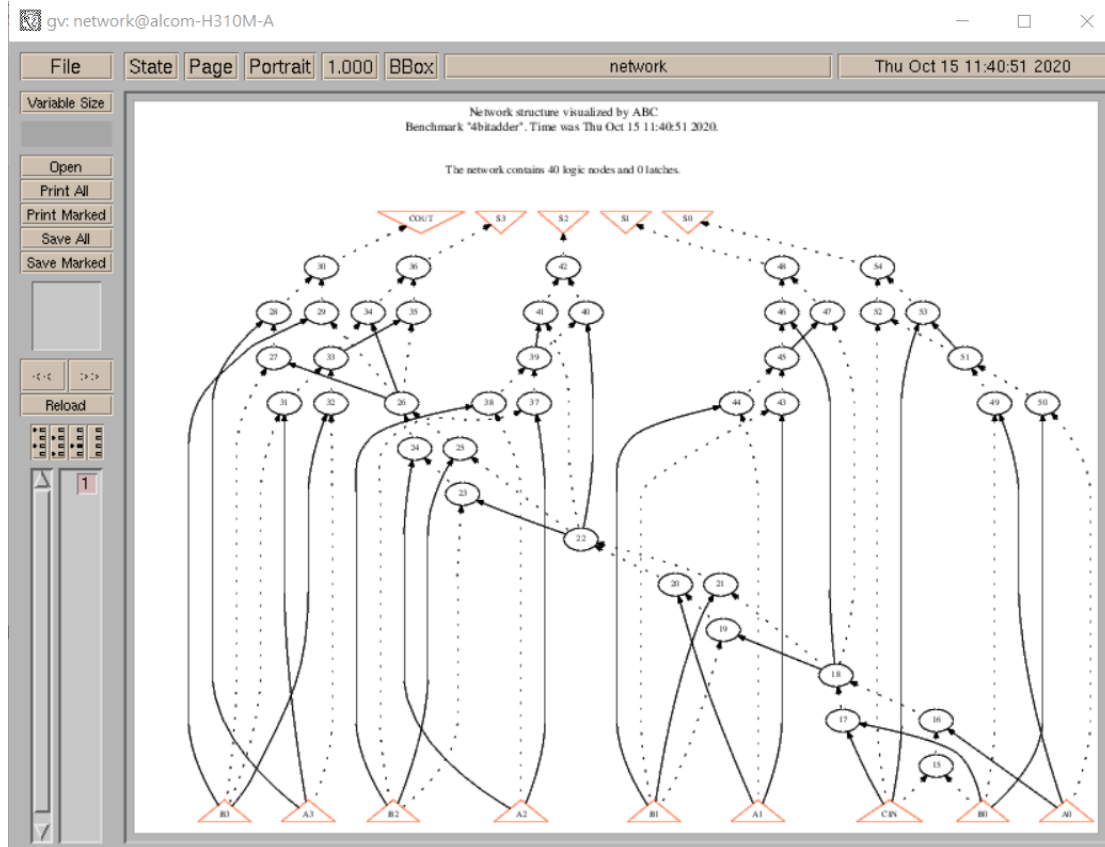 gv: network@alcom-H310M-A
File State Page Portrait 1.000 BBox network Thu Oct 15 11:40:51 2020
Variable Size
Open
Print All
Print Marked
Save All
Save Marked
Reload
1
Network structure visualized by ABC
Benchmark "4bitadder". Time was Thu Oct 15 11:40:51 2020.
The network contains 40 logic nodes and 0 latches.
COUT S3 S2 S1 S0
30 36 42 48 54
28 29 34 35 41 40 46 47 52 53
27 33 39 45 51
31 32 26 38 37 44 43 49 50
24 25
23
22
20 21
19
18
17 16
15
B3 A3 B2 A2 B1 A1 CIN B0 A0